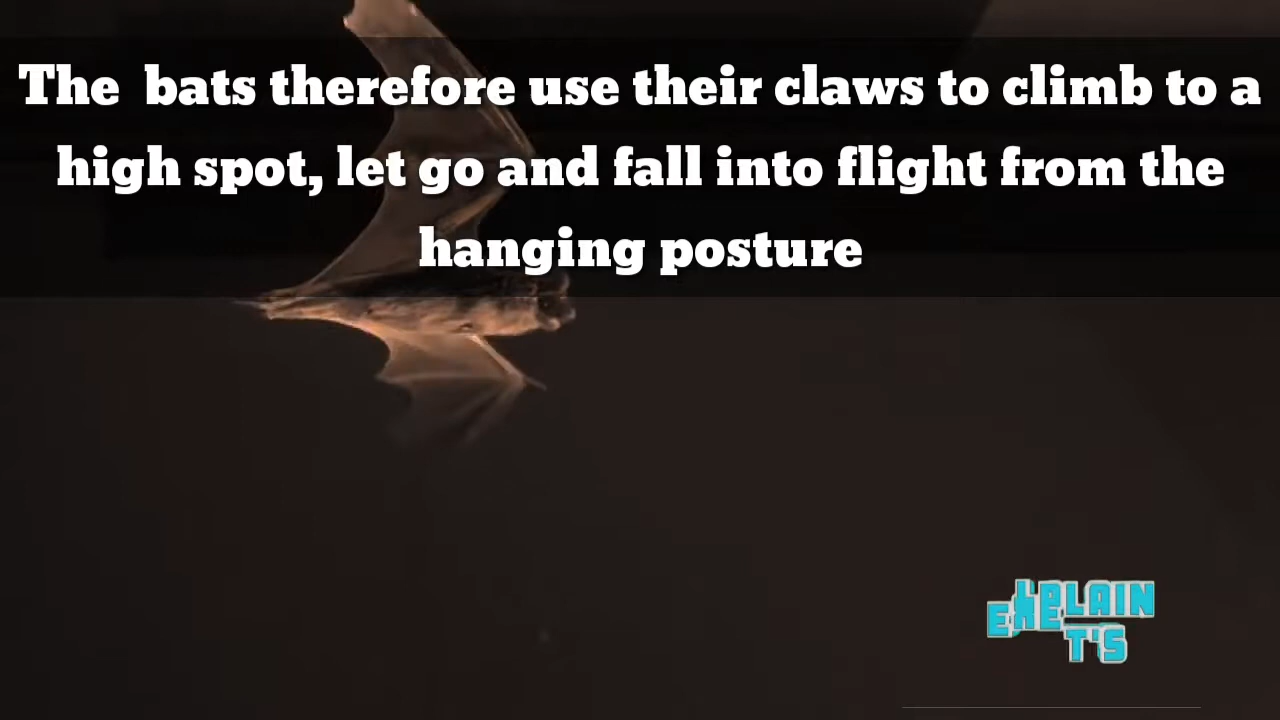 The  bats therefore use their claws to climb to a
high spot, let go and fall into flight from the
hanging posture
T'S